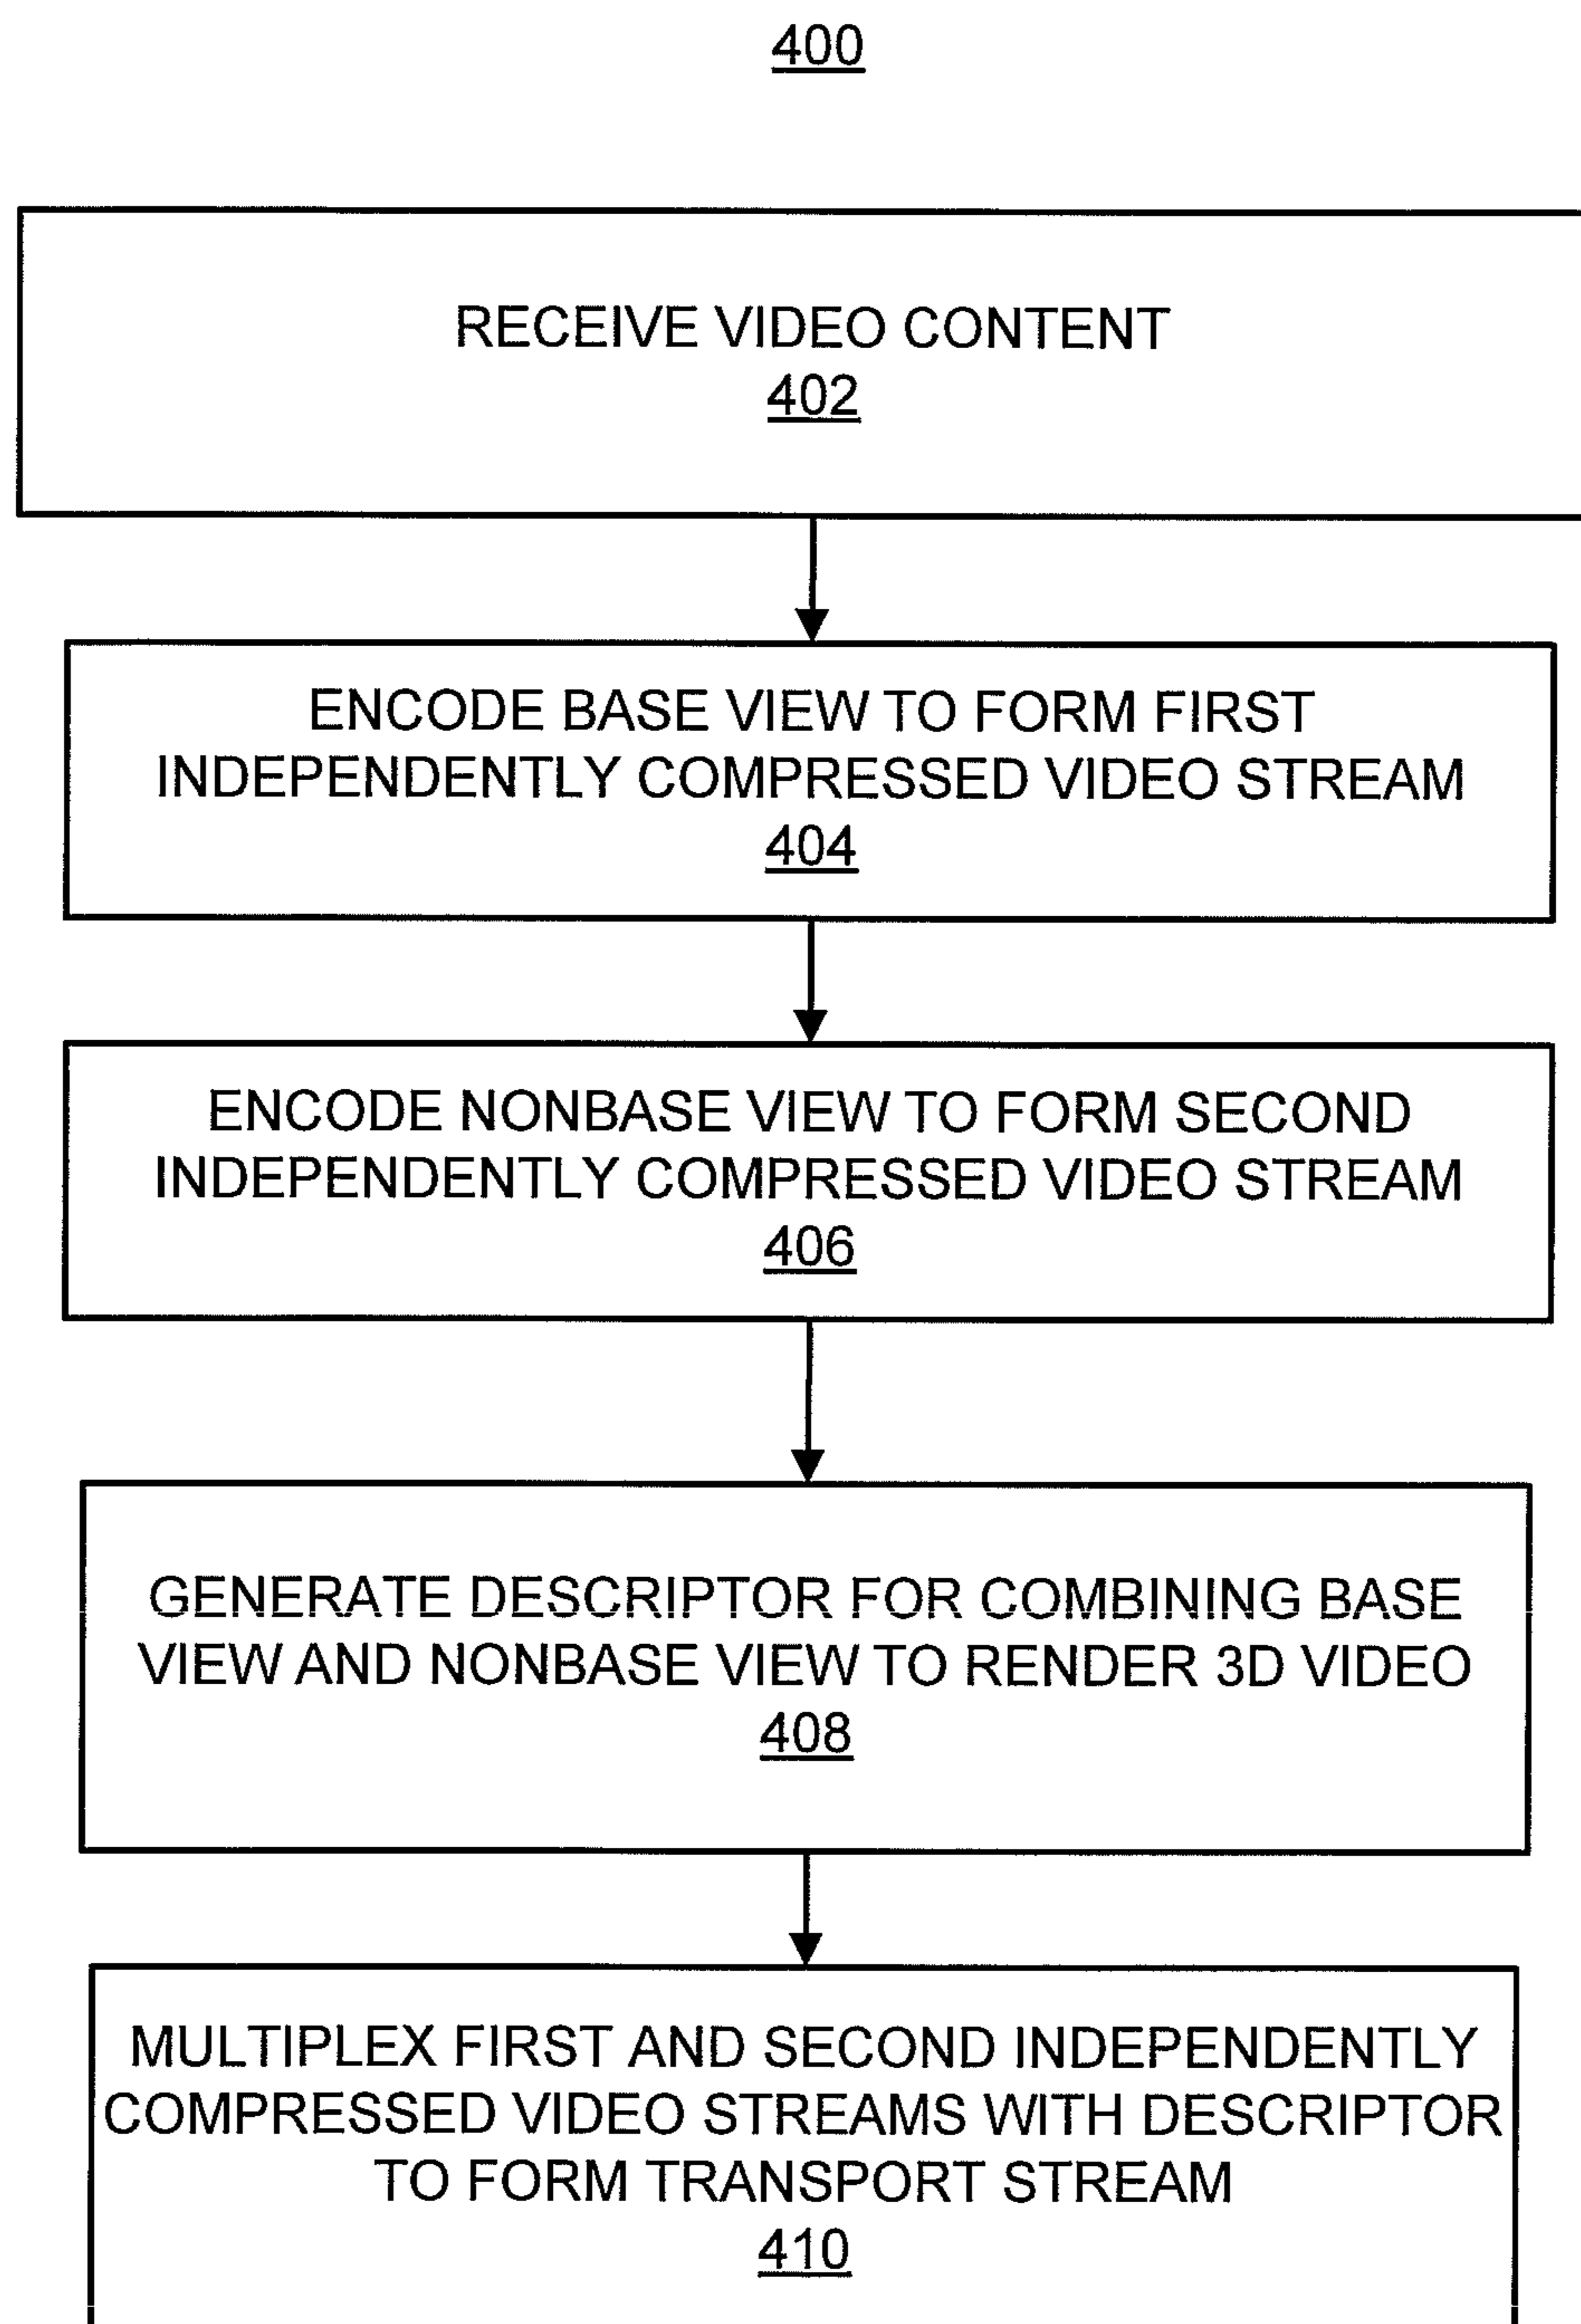 400
RECEIVE VIDEO CONTENT
402
ENCODE BASE VIEW TO FORM FIRST
INDEPENDENTLY COMPRESSED VIDEO STREAM
404
ENCODE NONBASE VIEW TO FORM SECOND
INDEPENDENTLY COMPRESSED VIDEO STREAM
406
GENERATE DESCRIPTOR FOR COMBINING BASE
VIEW AND NONBASE VIEW TO RENDER 3D VIDEO
408
MULTIPLEX FIRST AND SECOND INDEPENDENTLY
COMPRESSED VIDEO STREAMS WITH DESCRIPTOR
TO FORM TRANSPORT STREAM
410